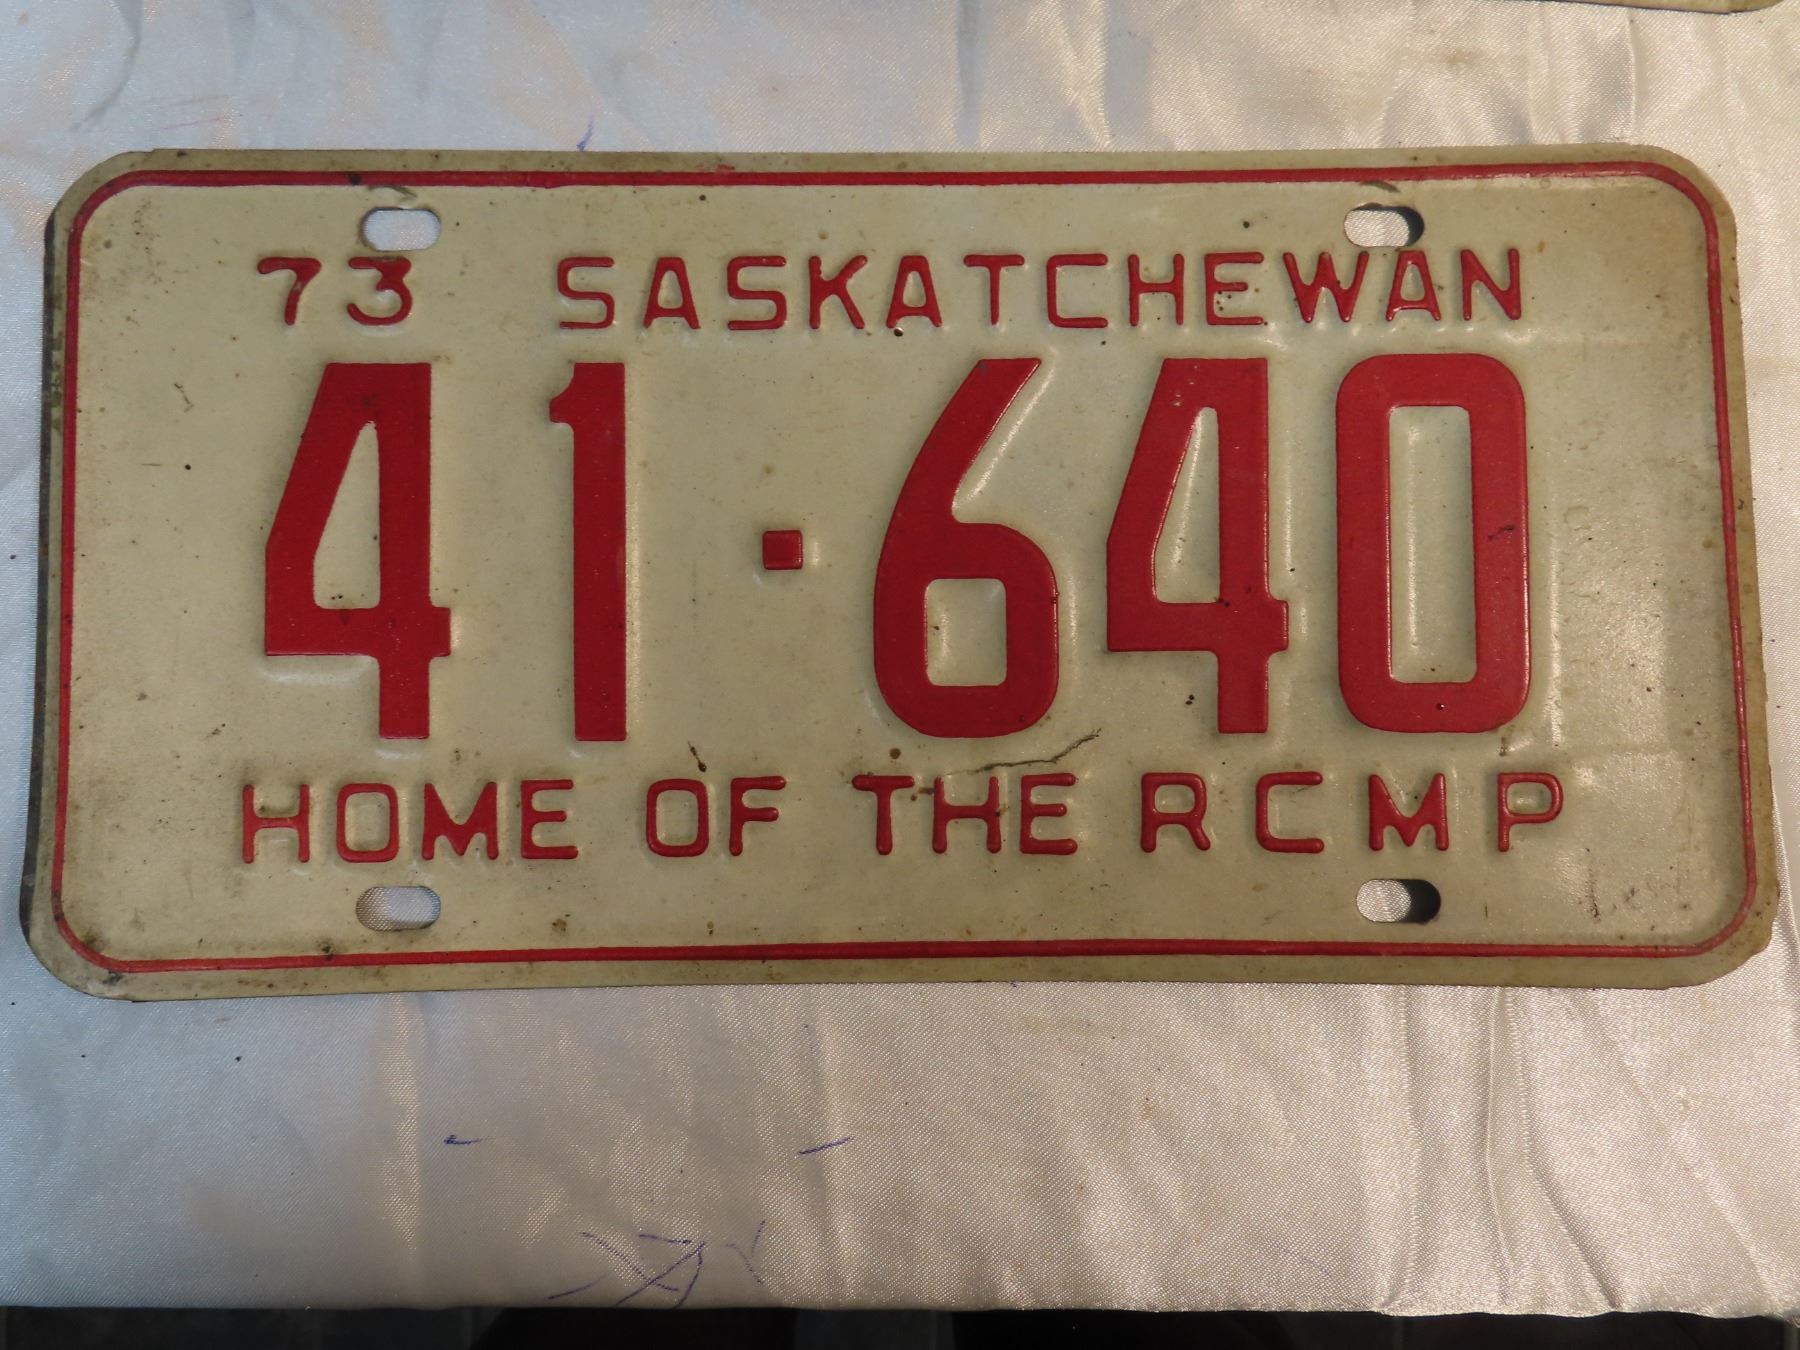 73 SASKATCHEWAN
41·640
HOME OF THE RCMP